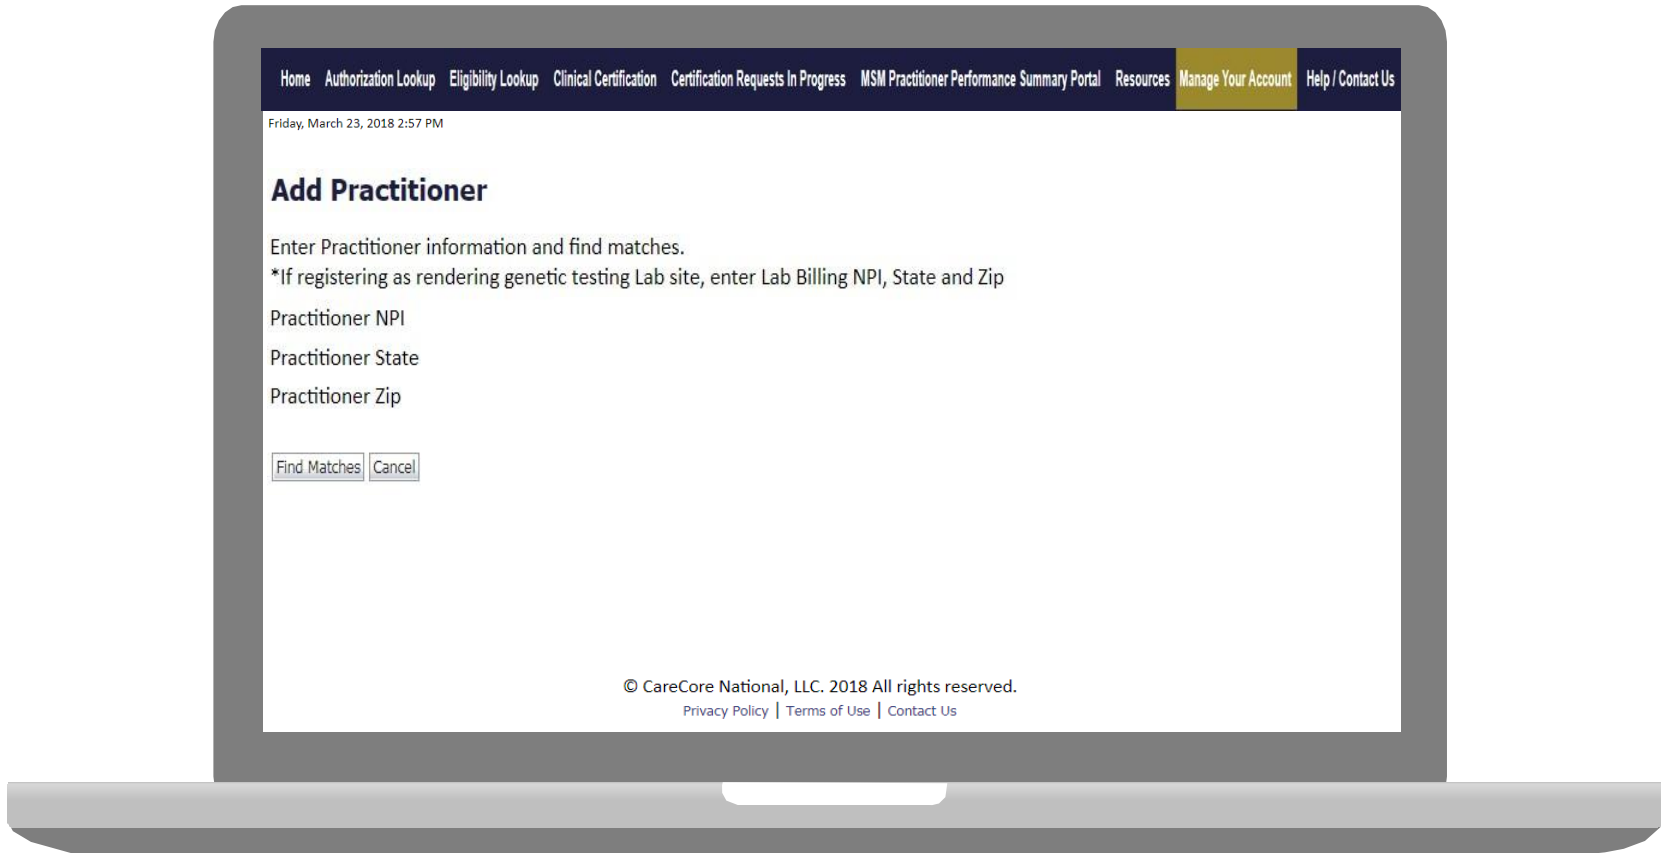 Home Authorization Lookup Eligibility Lookup Clinical Certification Certification Requests In Progress MSM Practitioner Performance Summary Portal Resources Manage Your Account Help / Contact Us
Friday, March 23, 2018 2:57 PM
Add Practitioner
Enter Practitioner information and find matches.
*If registering as rendering genetic testing Lab site, enter Lab Billing NPI, State and Zip
Practitioner NPI
Practitioner State
Practitioner Zip
Find Matches Cancel
© CareCore National, LLC. 2018 All rights reserved.
Privacy Policy | Terms of Use | Contact Us